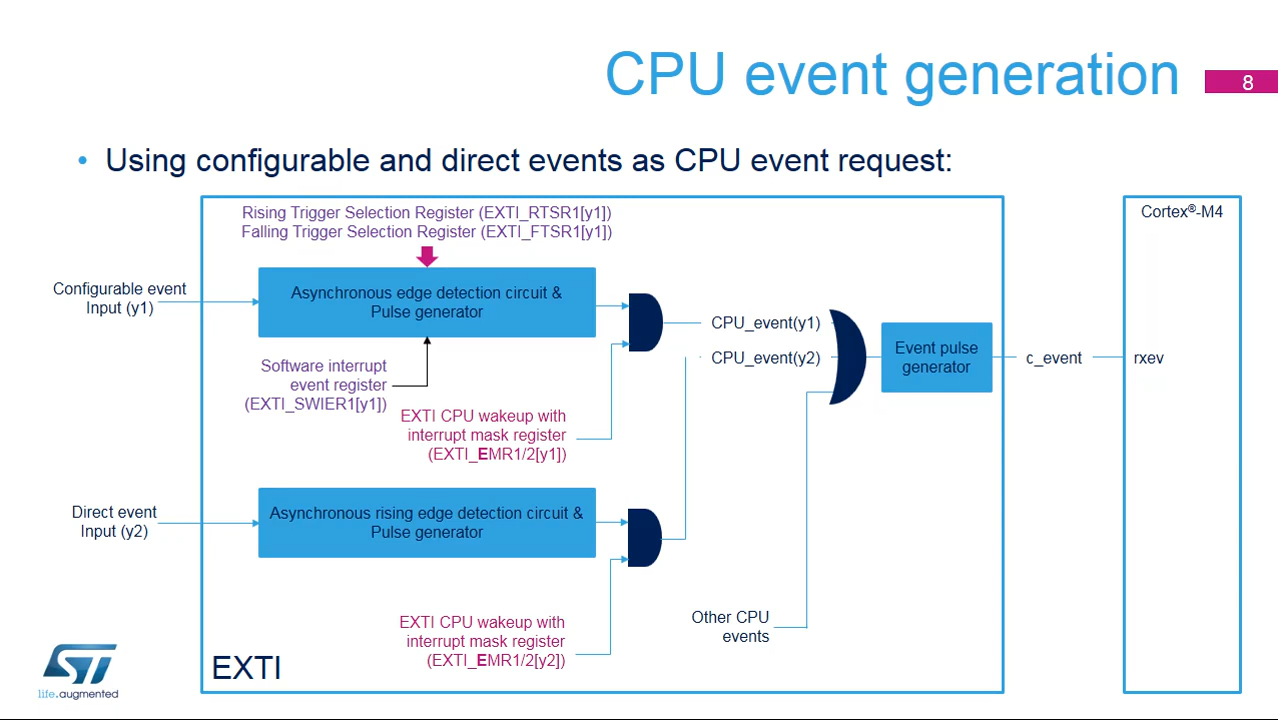 CPU event generation
8
• Using configurable and direct events as CPU event request:
Rising Trigger Selection Register (EXTI_RTSR1[y1])
Falling Trigger Selection Register (EXTI_FTSR1[y1])
Cortex®-M4
Configurable event
Input (y1)
Asynchronous edge detection circuit &
Pulse generator
CPU_event(y1)
CPU_event(y2)
Event pulse
generator
c_event
rxev
Software interrupt
event register
(EXTI_SWIER1[y1])
EXTI CPU wakeup with
interrupt mask register
(EXTI_EMR1/2[y1])
Direct event
Input (y2)
Asynchronous rising edge detection circuit &
Pulse generator
EXTI CPU wakeup with
interrupt mask register
(EXTI_EMR1/2[y2])
Other CPU
events
EXTI
ST
life.augmented